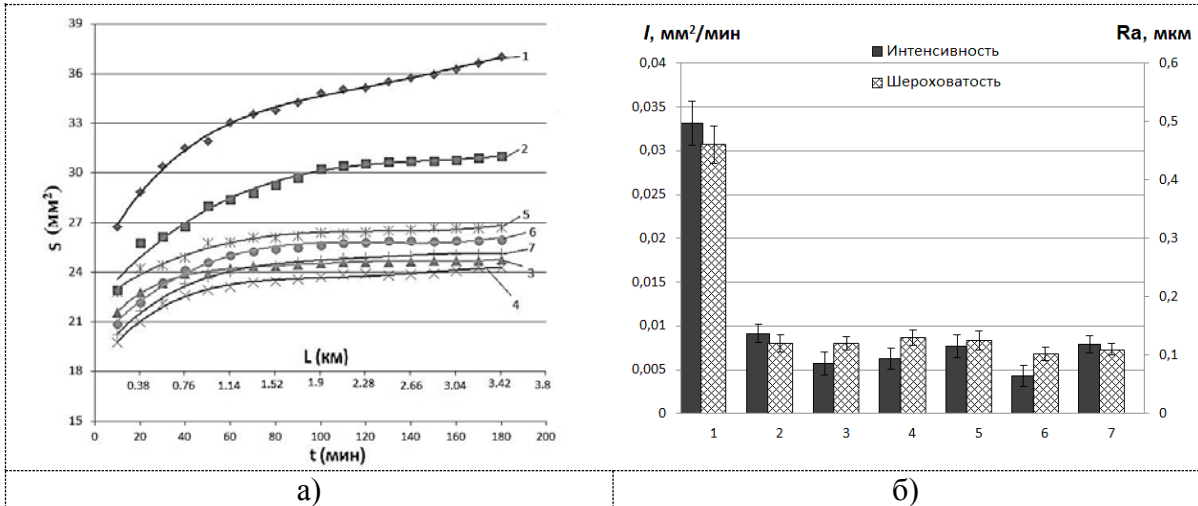 S (мм²)
39
36
33
30
27
24
21
18
15
1
2
5
6
7
3
4
L (км)
0.38 0.76 1.14 1.52 1.9 2.28 2.66 3.04 3.42 3.8
0 20 40 60 80 100 120 140 160 180 200
t (мин)
а)
I, мм²/мин
Ra, мкм
Интенсивность
Шероховатость
0,04
0,035
0,03
0,025
0,02
0,015
0,01
0,005
0
0,6
0,5
0,4
0,3
0,2
0,1
0
1 2 3 4 5 6 7
б)